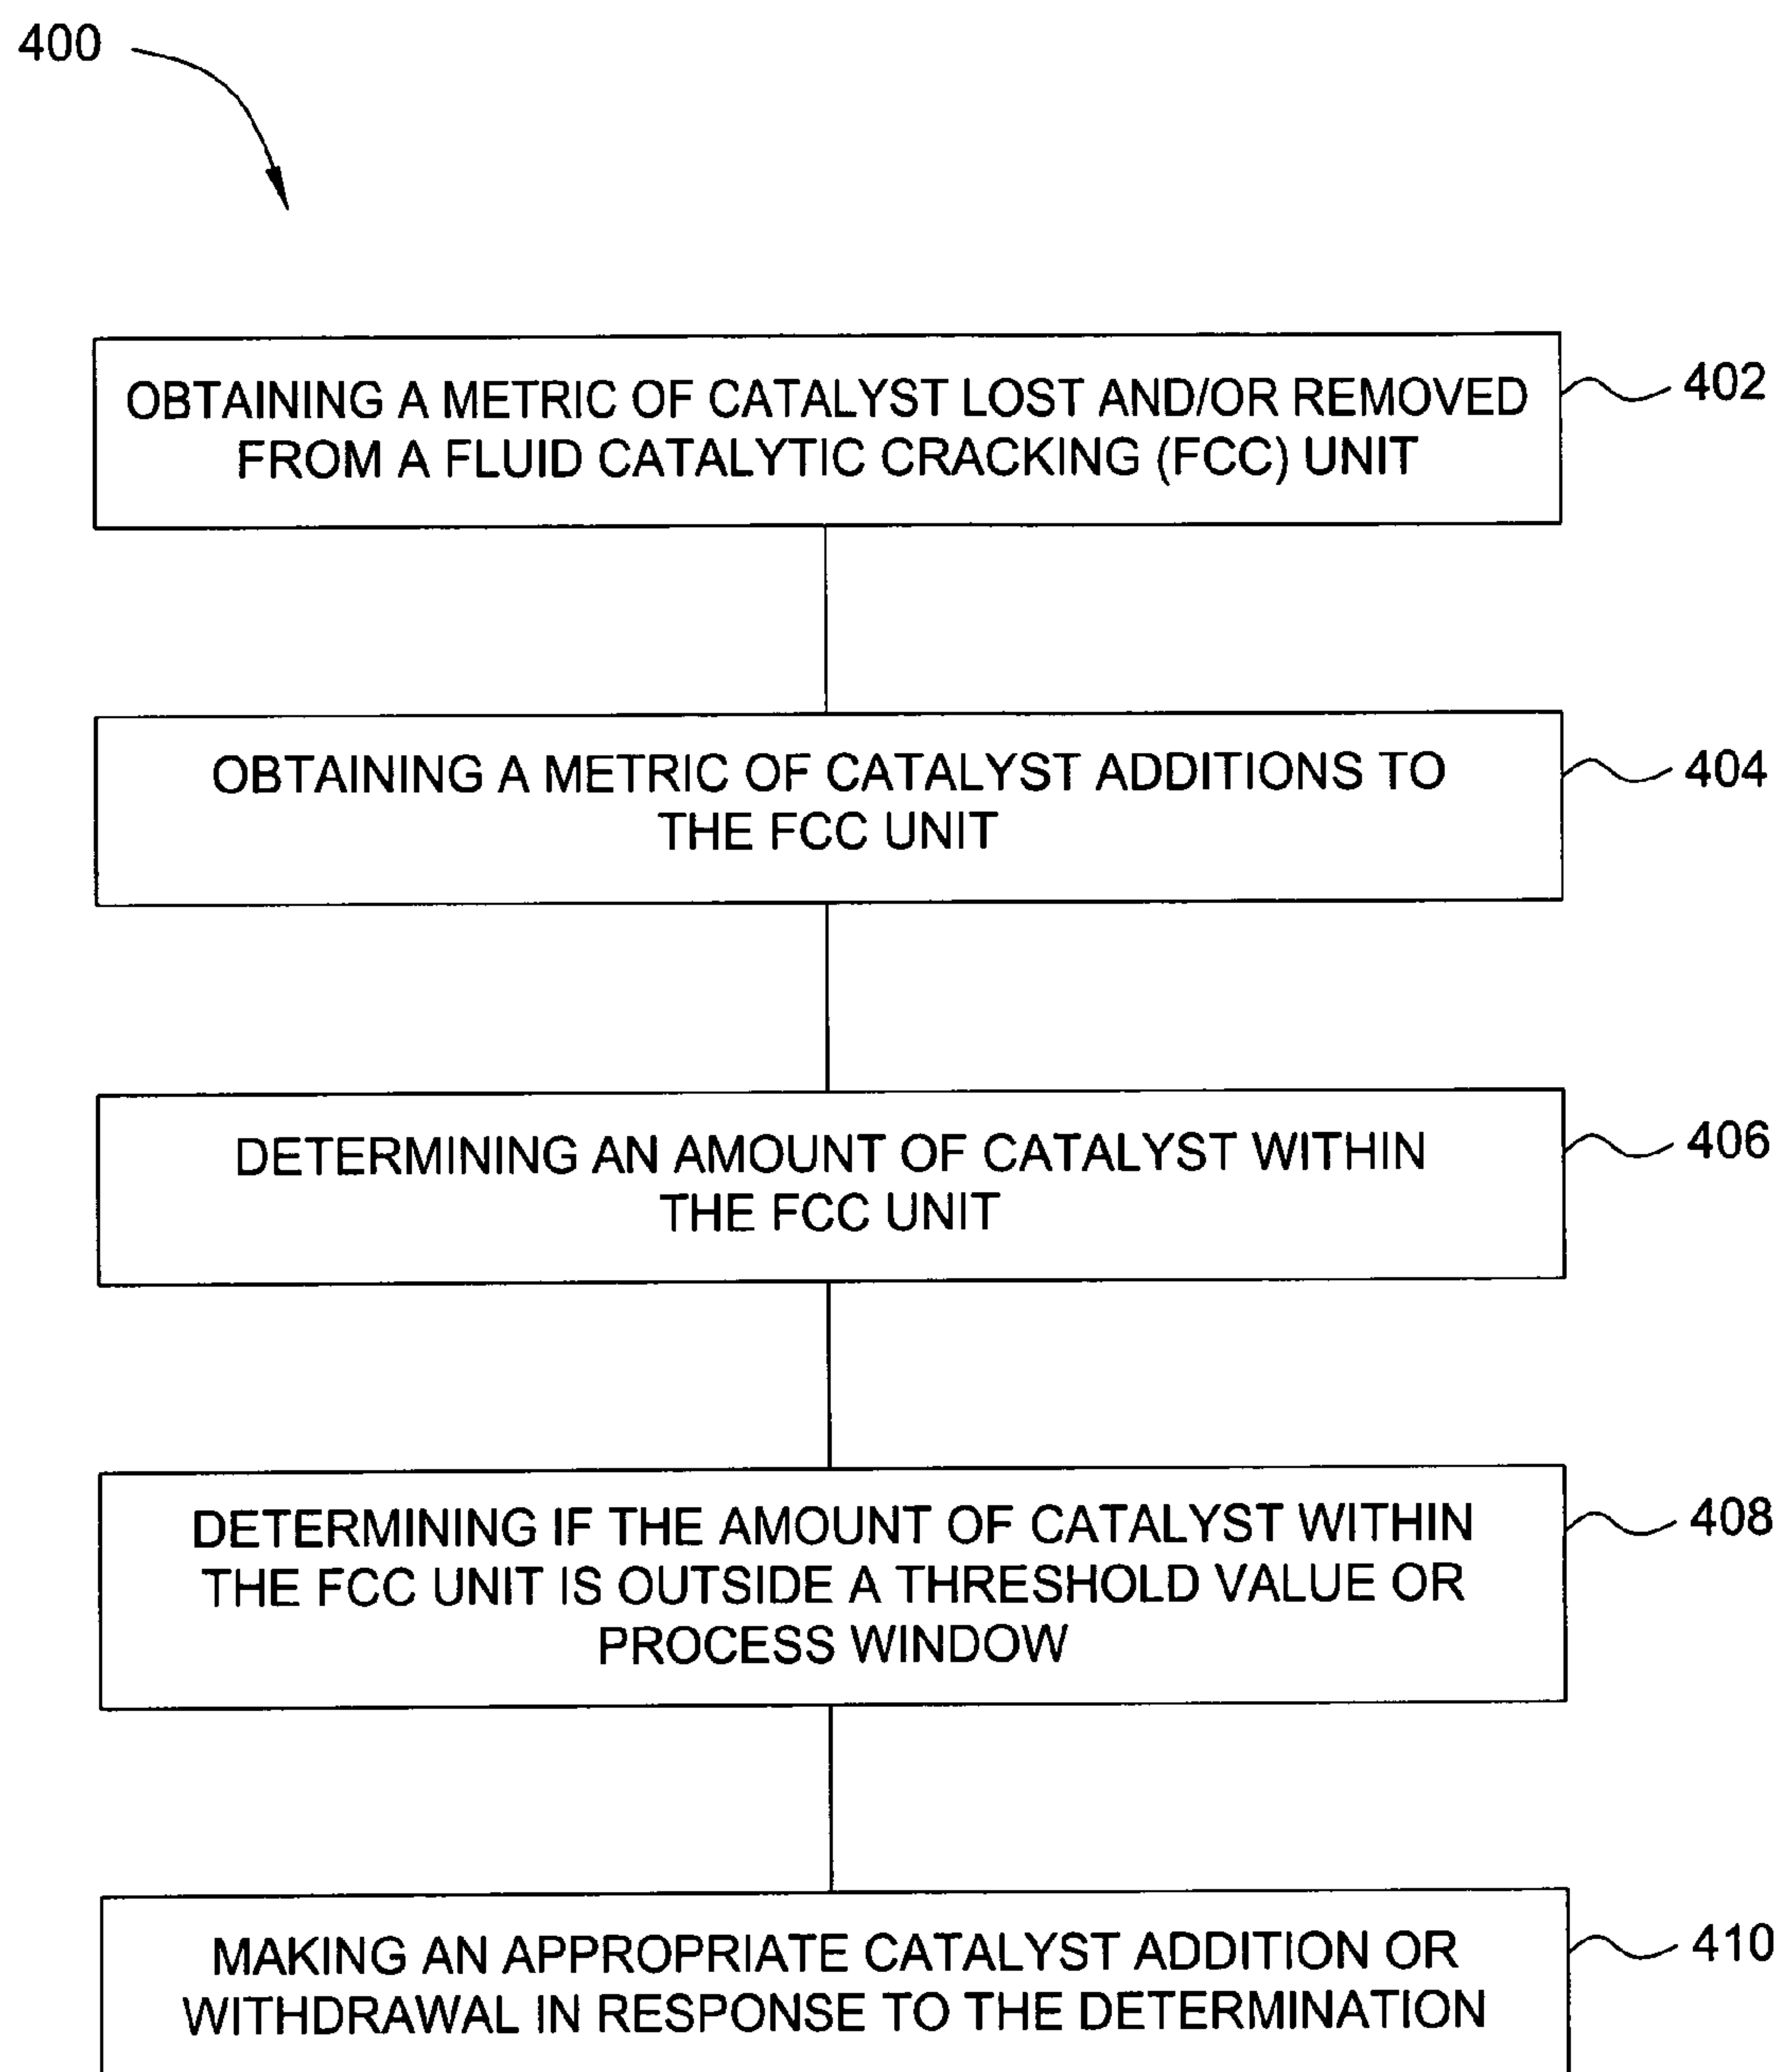 400
OBTAINING A METRIC OF CATALYST LOST AND/OR REMOVED
FROM A FLUID CATALYTIC CRACKING (FCC) UNIT
402
OBTAINING A METRIC OF CATALYST ADDITIONS TO
THE FCC UNIT
404
DETERMINING AN AMOUNT OF CATALYST WITHIN
THE FCC UNIT
406
DETERMINING IF THE AMOUNT OF CATALYST WITHIN
THE FCC UNIT IS OUTSIDE A THRESHOLD VALUE OR
PROCESS WINDOW
408
MAKING AN APPROPRIATE CATALYST ADDITION OR
WITHDRAWAL IN RESPONSE TO THE DETERMINATION
410